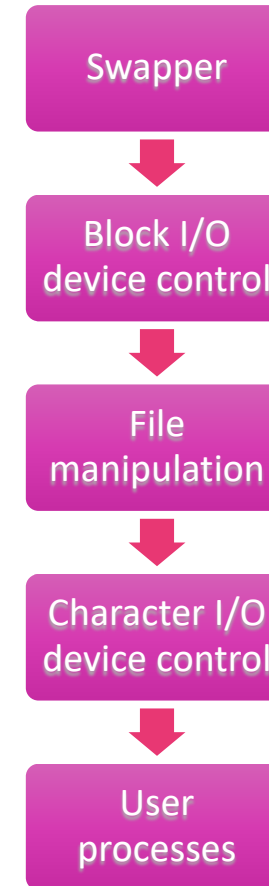 Swapper
Block I/O
device control
File
manipulation
Character I/O
device control
User
processes